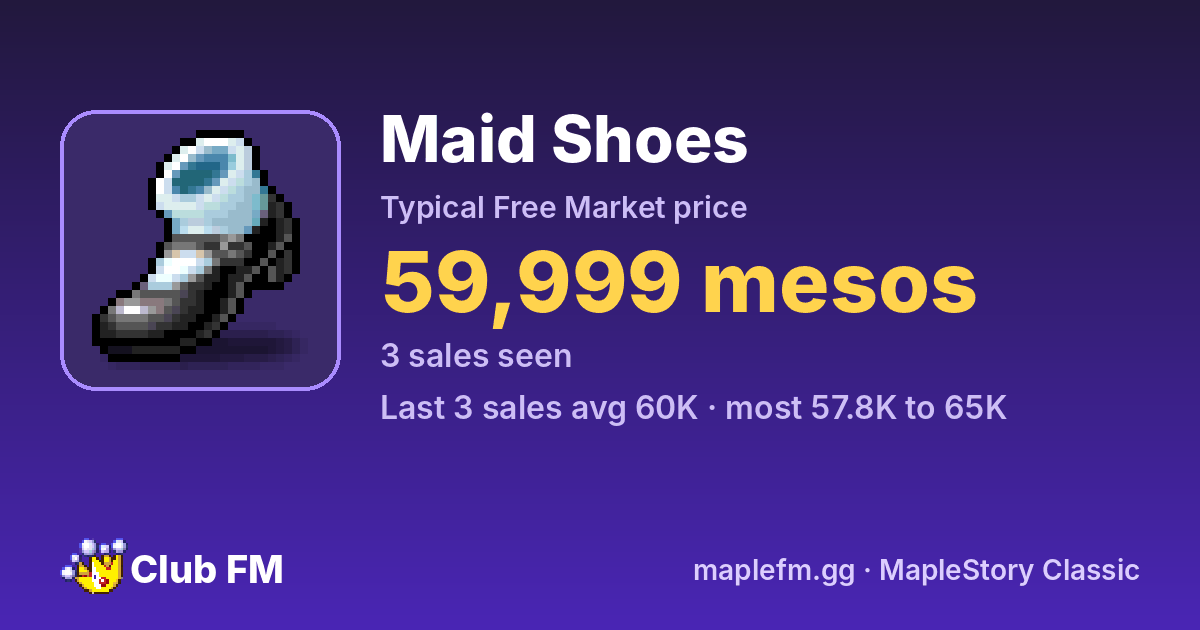 Maid Shoes
Typical Free Market price
59,999 mesos
3 sales seen
Last 3 sales avg 60K · most 57.8K to 65K
Club FM
maplefm.gg · MapleStory Classic